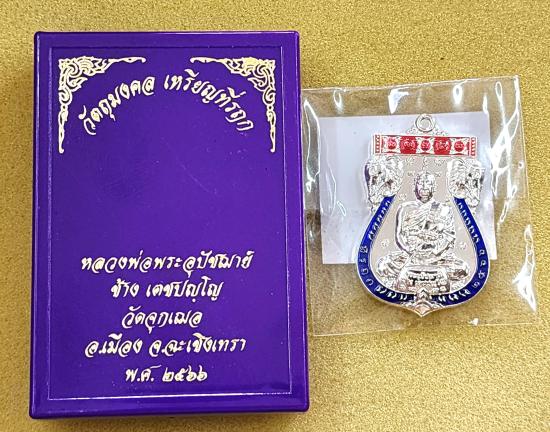 วัตถุมงคล เหรียญที่รฦก
หลวงพ่อพระอุปัชฌาย์
ช้าง เตชปญฺโญ
วัดจุกเฌอ
อ.เมือง จ.ฉะเชิงเทรา
พ.ศ. ๒๕๖๖